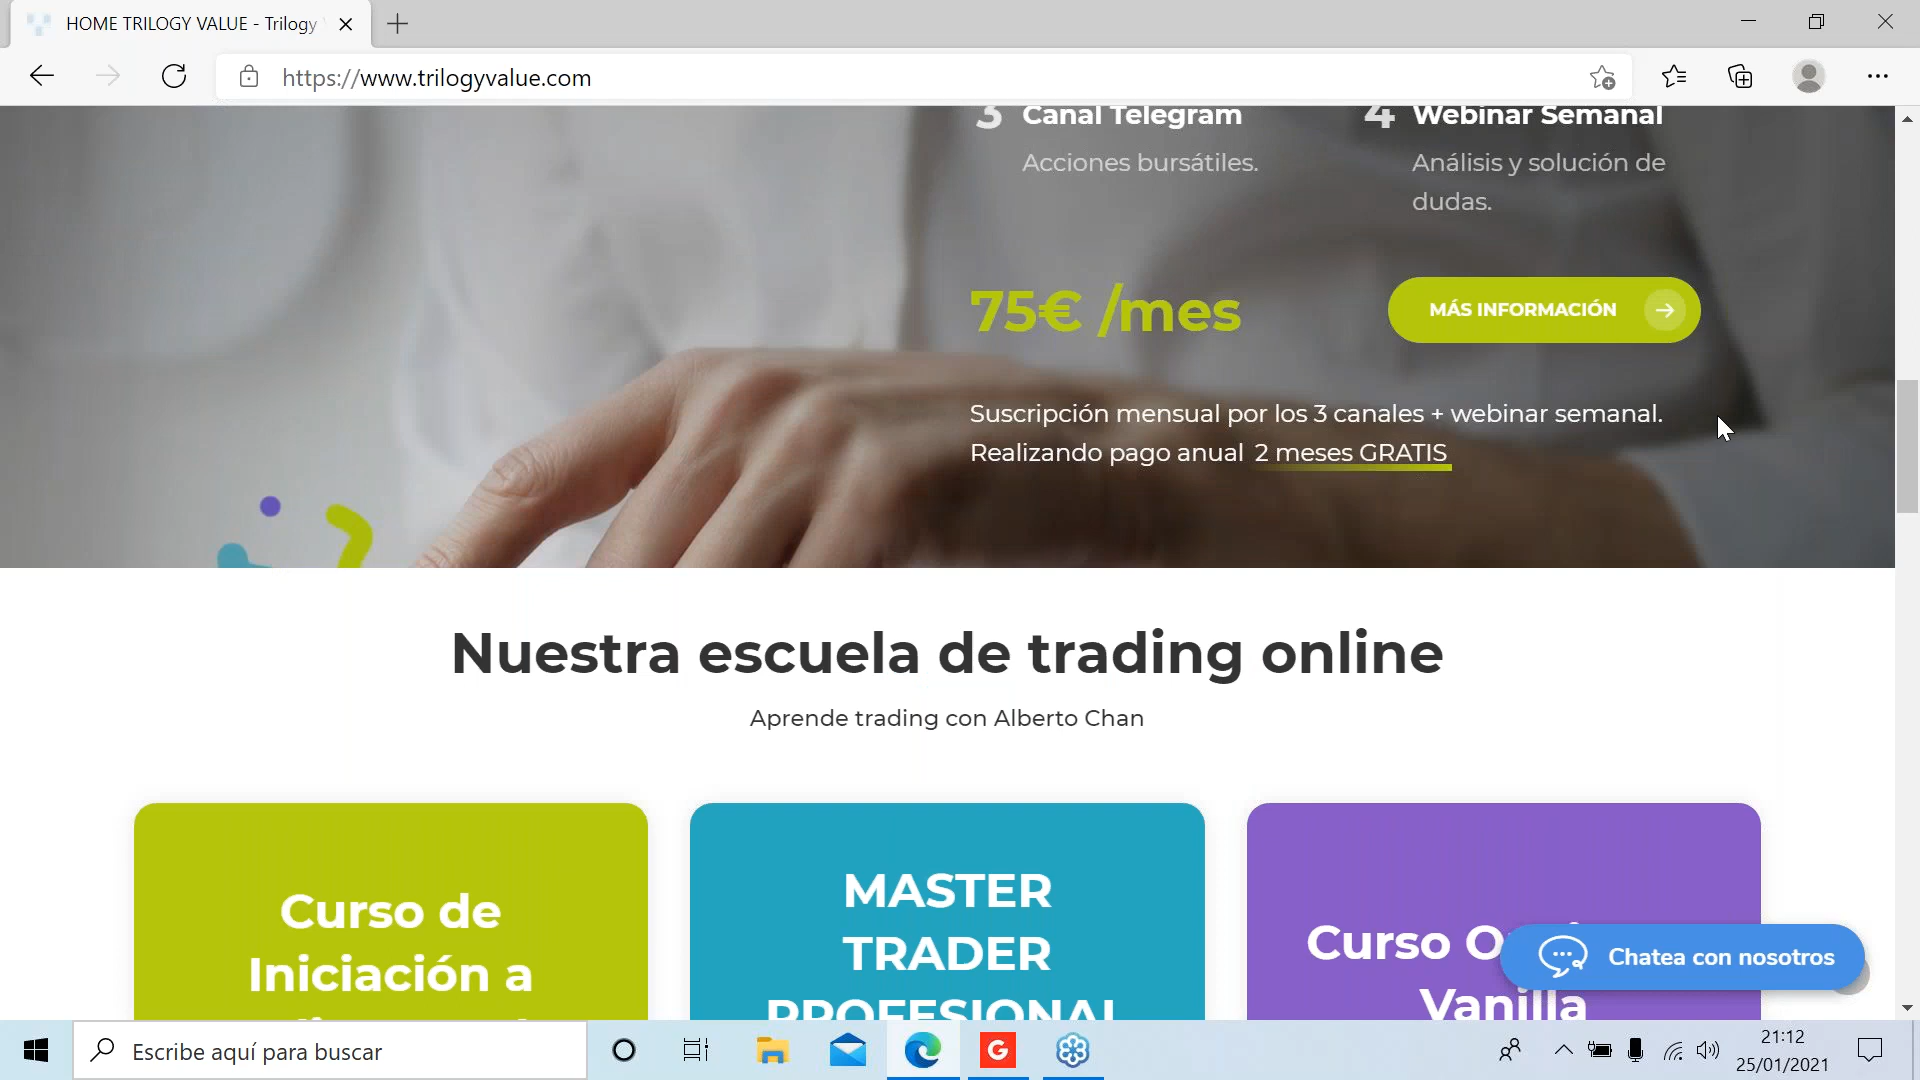 HOME TRILOGY VALUE - Trilogy
https://www.trilogyvalue.com
3 Canal Telegram
Acciones bursátiles.
4 Webinar Semanal
Análisis y solución de
dudas.
75€ /mes
MÁS INFORMACIÓN
Suscripción mensual por los 3 canales + webinar semanal.
Realizando pago anual 2 meses GRATIS
Nuestra escuela de trading online
Aprende trading con Alberto Chan
Curso de
Iniciación a
MASTER
TRADER
PROFESIONAL
Curso
Vanilla
Chatea con nosotros
Escribe aquí para buscar
G
21:12
25/01/2021